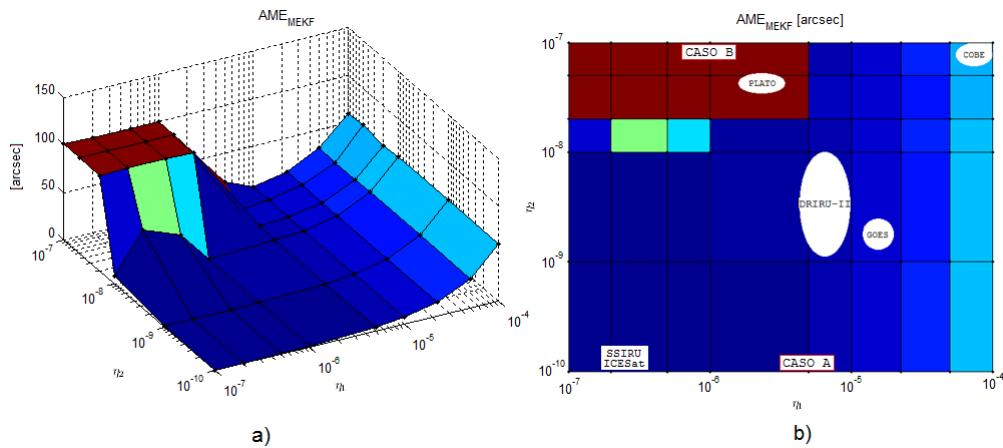 AME_MEKF
[arcsec]
150
100
50
0
10^-7
10^-8
10^-9
10^-10
η2
10^-7
10^-6
10^-5
10^-4
η1
a)
AME_MEKF [arcsec]
10^-7
10^-8
10^-9
10^-10
η2
CASO B
COBE
PLATO
DRIRU-II
GOES
SSIRU
ICESat
CASO A
10^-7
10^-6
10^-5
10^-4
η1
b)